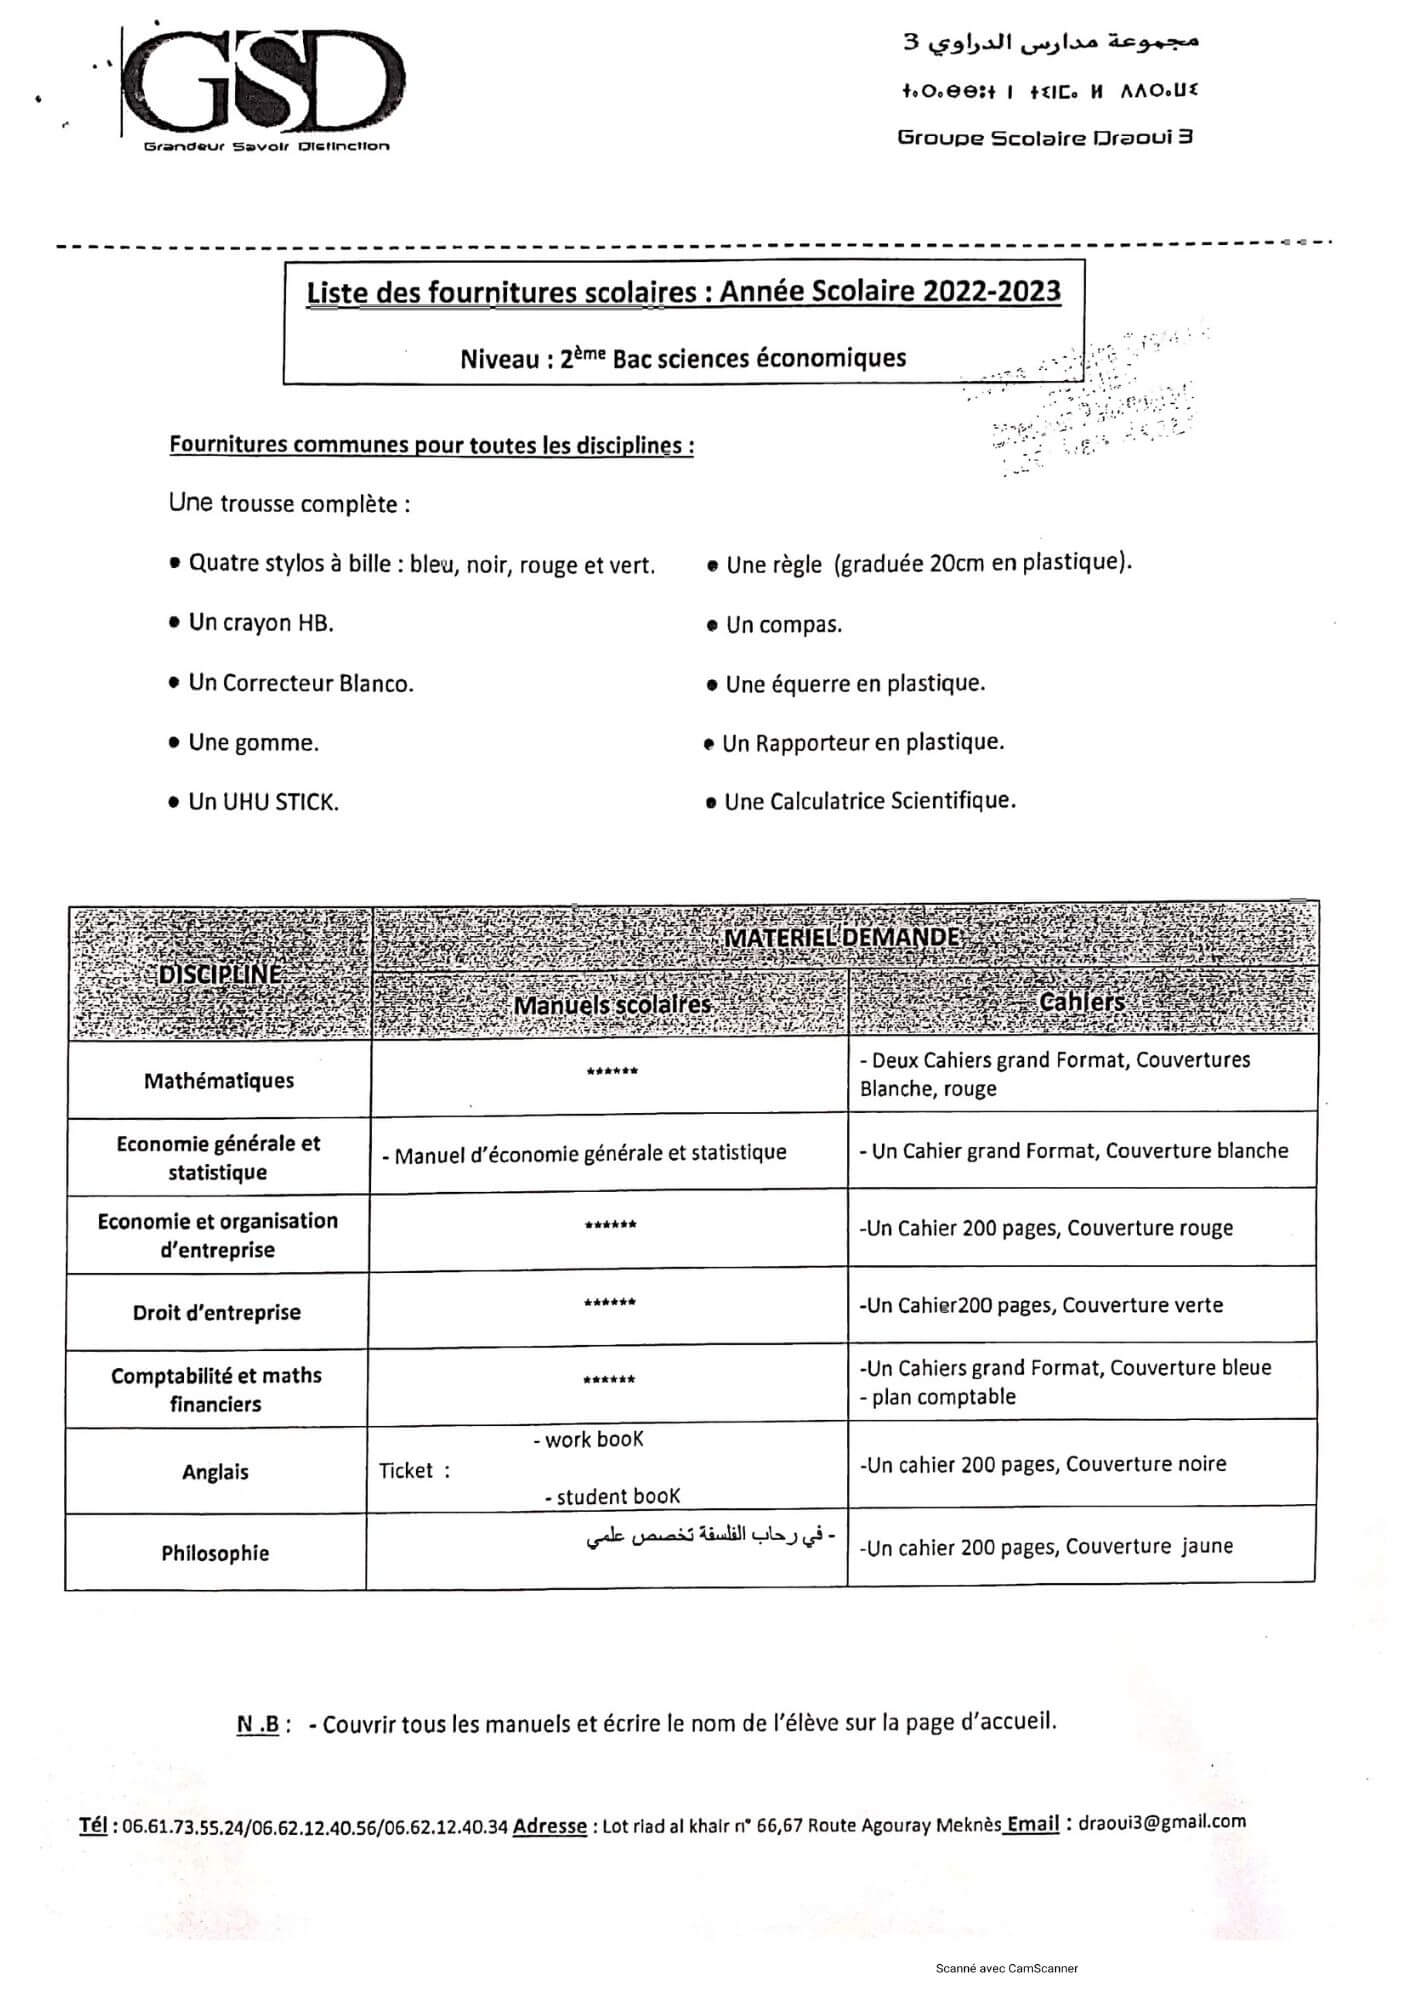 GSD
Grandeur Savoir Distinction
مجموعة مدارس الدراوي 3
ⵜⴰⵔⴰⴱⴱⵓⵜ ⵏ ⵜⵉⵏⵎⴰ ⵍ ⴷⴷⵔⴰⵡⵉ
Groupe Scolaire Draoui 3
Liste des fournitures scolaires : Année Scolaire 2022-2023
Niveau : 2ème Bac sciences économiques
Fournitures communes pour toutes les disciplines :
Une trousse complète :
• Quatre stylos à bille : bleu, noir, rouge et vert.
• Une règle (graduée 20cm en plastique).
• Un crayon HB.
• Un compas.
• Un Correcteur Blanco.
• Une équerre en plastique.
• Une gomme.
• Un Rapporteur en plastique.
• Un UHU STICK.
• Une Calculatrice Scientifique.
DISCIPLINE
MATERIEL DEMANDE
Manuels scolaires
Cahiers
Mathématiques
******
- Deux Cahiers grand Format, Couvertures
Blanche, rouge
Economie générale et
statistique
- Manuel d'économie générale et statistique
- Un Cahier grand Format, Couverture blanche
Economie et organisation
d'entreprise
******
-Un Cahier 200 pages, Couverture rouge
Droit d'entreprise
******
-Un Cahier200 pages, Couverture verte
Comptabilité et maths
financiers
******
-Un Cahiers grand Format, Couverture bleue
- plan comptable
Anglais
- work booK
Ticket :
- student booK
-Un cahier 200 pages, Couverture noire
Philosophie
- في رحاب الفلسفة تخصص علمي
-Un cahier 200 pages, Couverture jaune
N .B : - Couvrir tous les manuels et écrire le nom de l'élève sur la page d'accueil.
Tél : 06.61.73.55.24/06.62.12.40.56/06.62.12.40.34 Adresse : Lot riad al khair n° 66,67 Route Agouray Meknès Email : draoui3@gmail.com
Scanné avec CamScanner